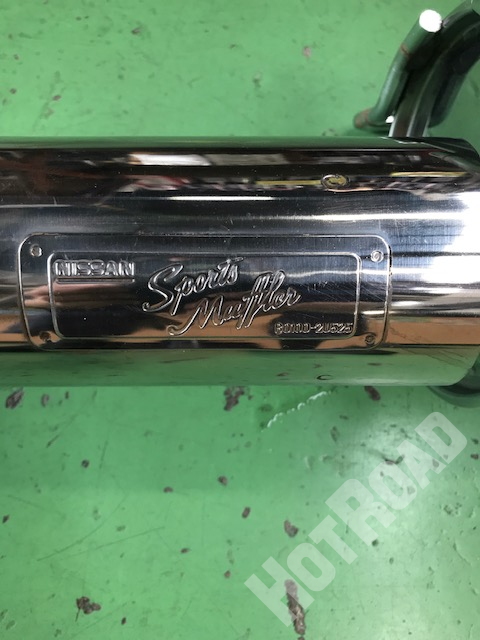 NISSAN
Sports
Muffler
B0100-2U525
HOTROAD